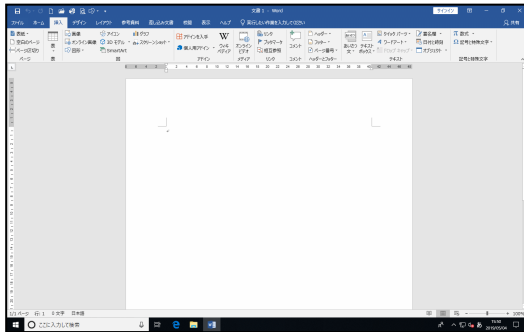 文書 1 - Word
サインイン
ファイル ホーム 挿入 デザイン レイアウト 参考資料 差し込み文書 校閲 表示 ヘルプ 実行したい作業を入力してください 共有
表紙
空白のページ
ページ区切り
ページ
表
表
画像
オンライン画像
図形
アイコン
3D モデル
SmartArt
グラフ
スクリーンショット
図
アドインを入手
個人用アドイン
ウィキペディア
アドイン
オンラインビデオ
メディア
リンク
ブックマーク
相互参照
リンク
コメント
コメント
ヘッダー
フッター
ページ番号
ヘッダーとフッター
あいさつ文
テキストボックス
クイック パーツ
ワードアート
ドロップ キャップ
署名欄
日付と時刻
オブジェクト
テキスト
数式
記号と特殊文字
記号と特殊文字
1/1 ページ 0 文字 日本語
100%
ここに入力して検索
あ
2019/05/04